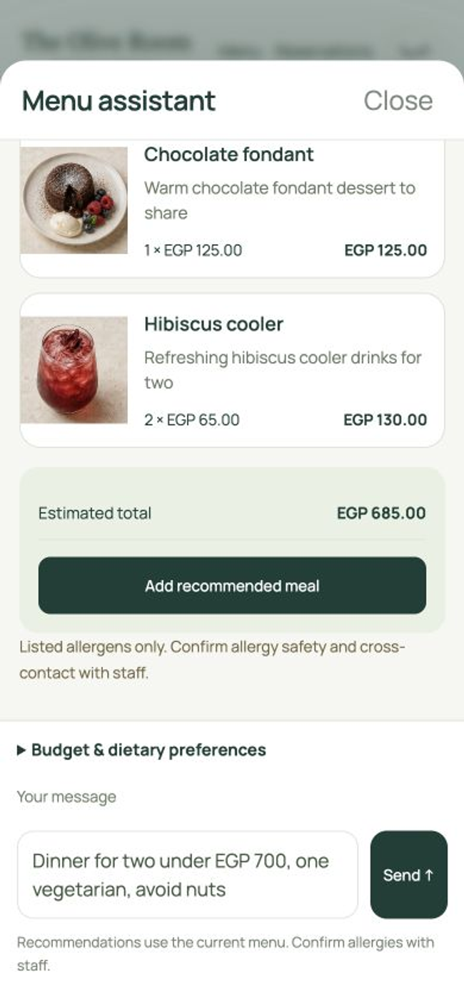 The Olive Room
Menu assistant
Close
Chocolate fondant
Warm chocolate fondant dessert to
share
1 × EGP 125.00
EGP 125.00
Hibiscus cooler
Refreshing hibiscus cooler drinks for
two
2 × EGP 65.00
EGP 130.00
Estimated total
EGP 685.00
Add recommended meal
Listed allergens only. Confirm allergy safety and cross-
contact with staff.
▶ Budget & dietary preferences
Your message
Dinner for two under EGP 700, one
vegetarian, avoid nuts
Send ↑
Recommendations use the current menu. Confirm allergies with
staff.